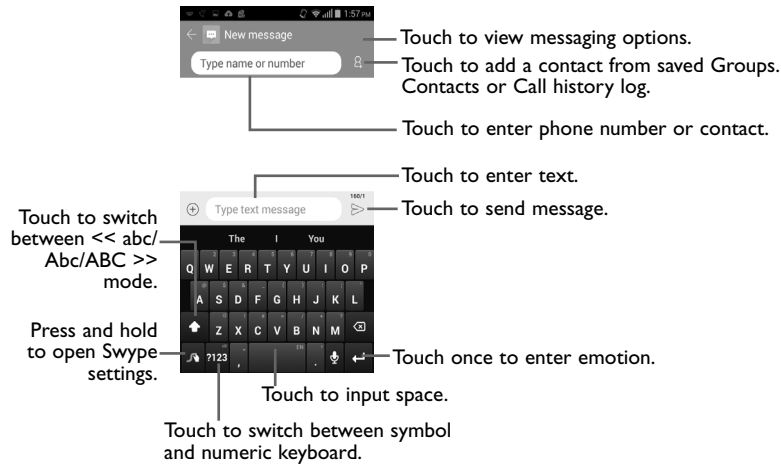 1:57 PM
New message
Touch to view messaging options.
Type name or number
Touch to add a contact from saved Groups.
Contacts or Call history log.
Touch to enter phone number or contact.
Touch to enter text.
160/1
Type text message
Touch to send message.
Touch to switch
between << abc/
Abc/ABC >>
mode.
The I You
Q W E R T Y U I O P
A S D F G H J K L
Z X C V B N M
Press and hold
to open Swype
settings.
?123 , EN .
Touch once to enter emotion.
Touch to input space.
Touch to switch between symbol
and numeric keyboard.